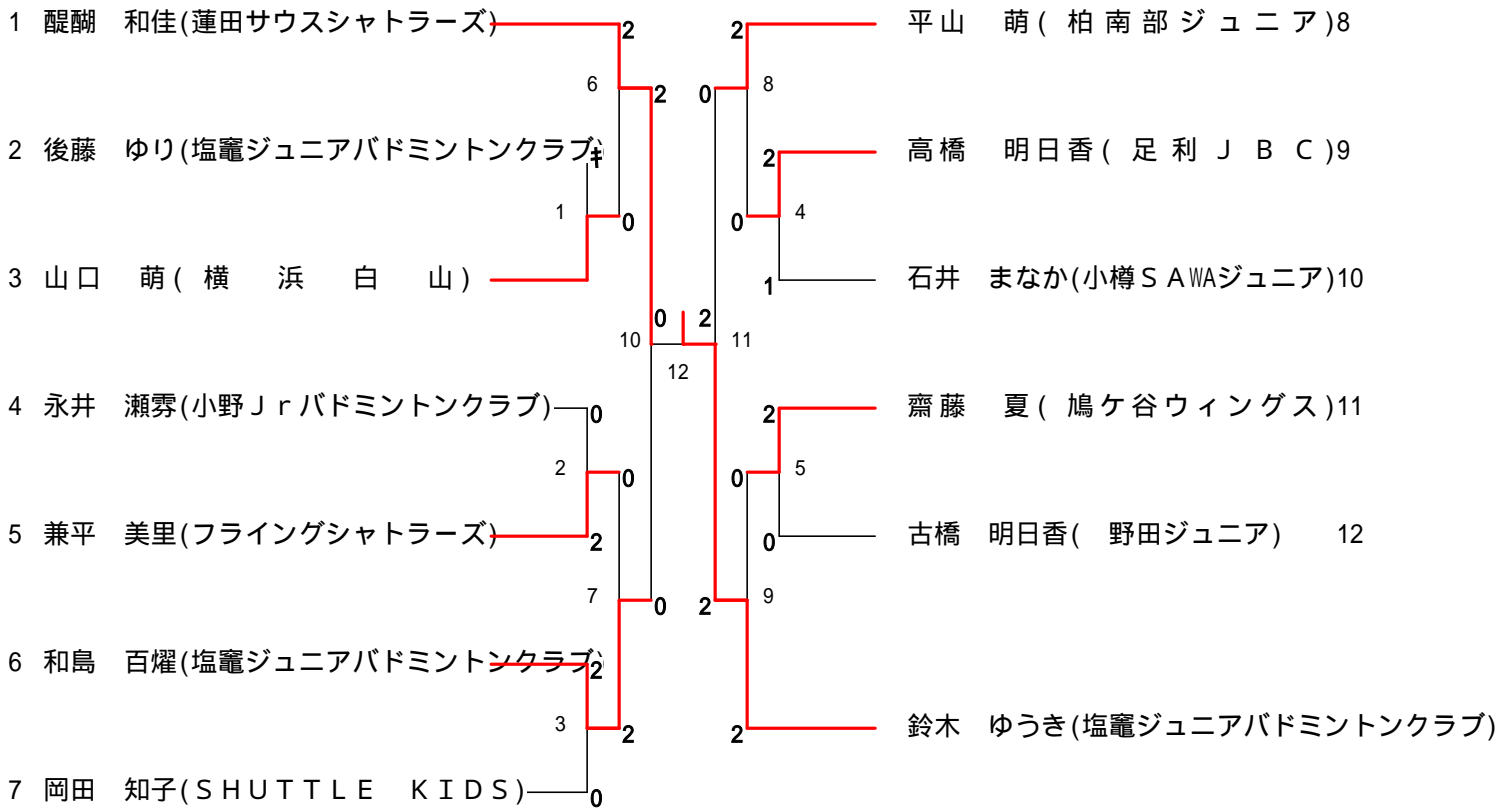 1 醍醐 和佳(蓮田サウスシャトラーズ)
2
2
平山 萌( 柏 南 部 ジ ュ ニ ア)8
6
2
0
8
2 後藤 ゆり(塩竈ジュニアバドミントンクラブ)
キ
2
高橋 明日香( 足 利 Ｊ Ｂ Ｃ)9
1
0
0
4
3 山口 萌( 横 浜 白 山)
1
石井 まなか(小樽ＳＡWAジュニア)10
0
2
10
11
12
4 永井 瀬雰(小野Ｊｒバドミントンクラブ)
0
2
齋藤 夏( 鳩ケ谷ウィングス)11
2
0
0
5
5 兼平 美里(フライングシャトラーズ)
2
0
古橋 明日香( 野田ジュニア) 12
7
0
2
9
6 和島 百燿(塩竈ジュニアバドミントンクラブ)
2
3
2
2
鈴木 ゆうき(塩竈ジュニアバドミントンクラブ)
7 岡田 知子(ＳＨＵＴＴＬＥ ＫＩＤＳ)
0